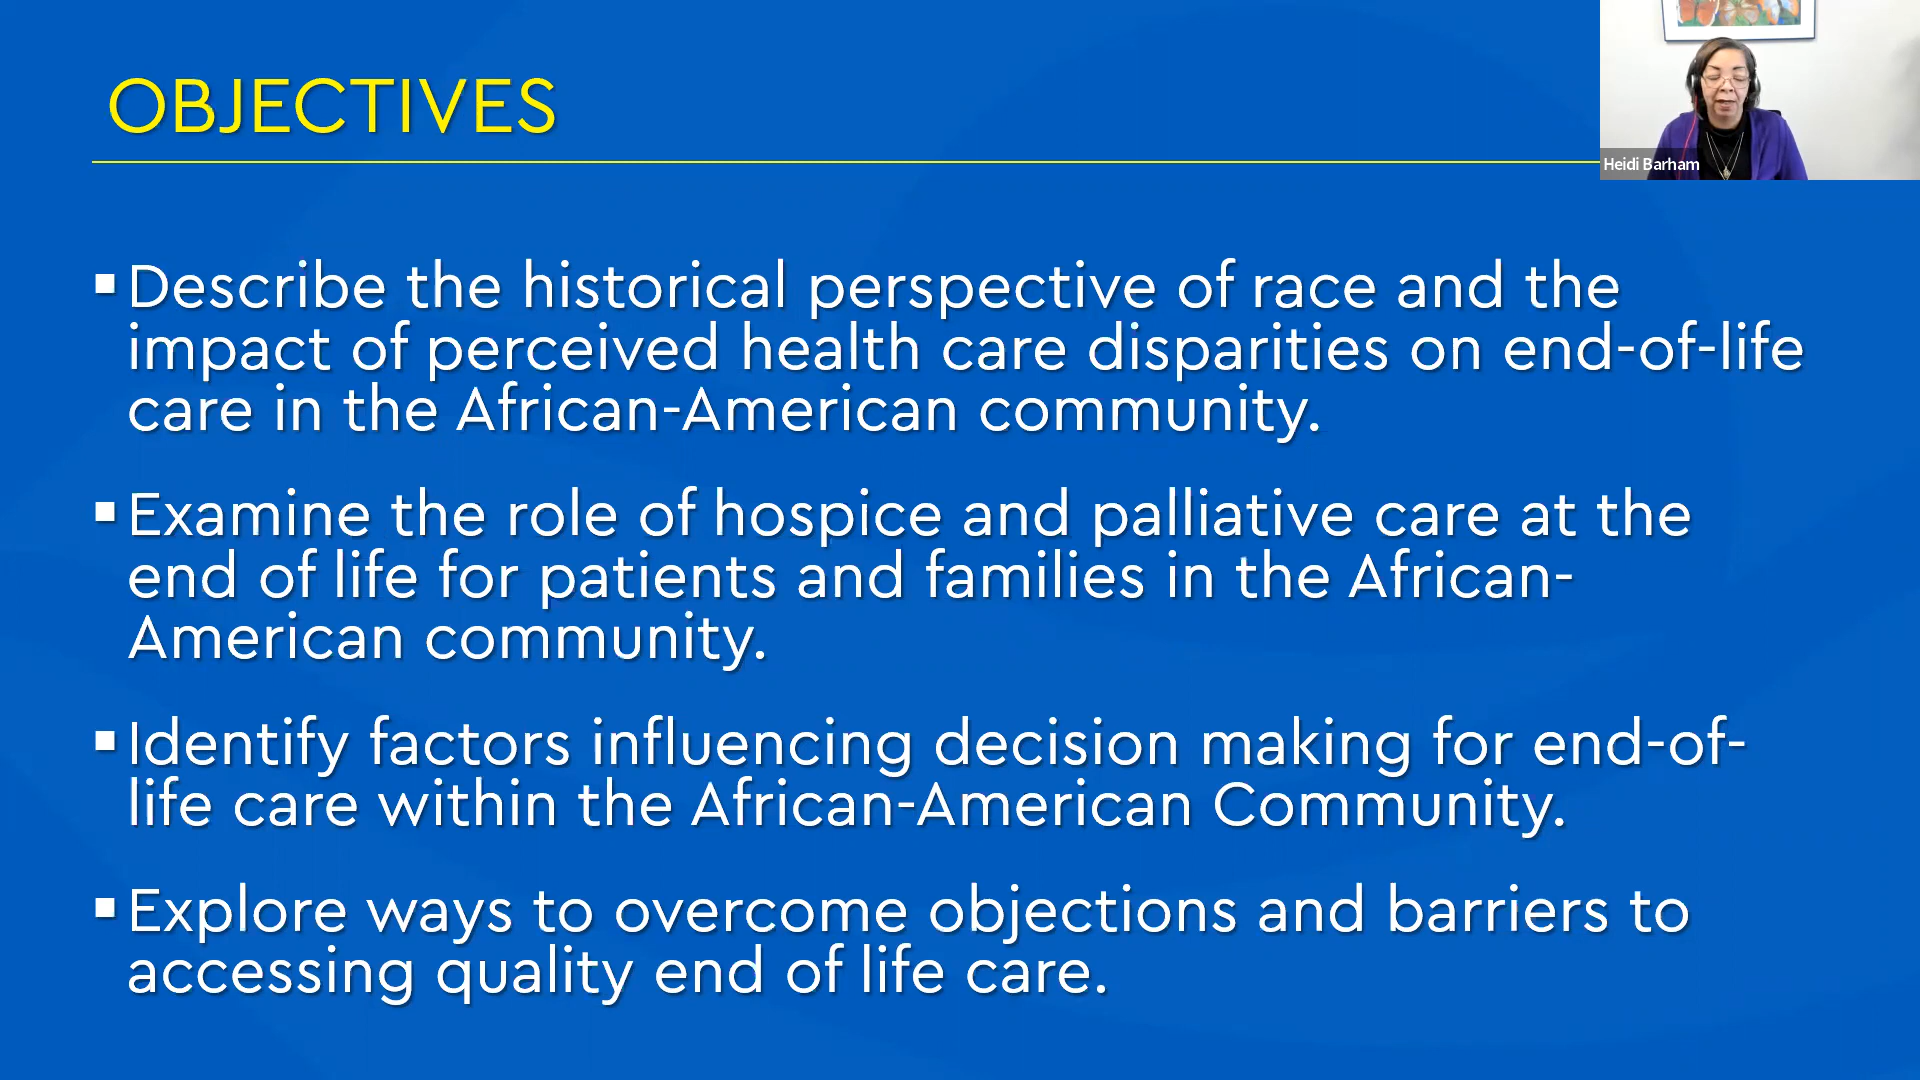 OBJECTIVES
Heidi Barham
▪Describe the historical perspective of race and the
impact of perceived health care disparities on end-of-life
care in the African-American community.
▪Examine the role of hospice and palliative care at the
end of life for patients and families in the African-
American community.
▪Identify factors influencing decision making for end-of-
life care within the African-American Community.
▪Explore ways to overcome objections and barriers to
accessing quality end of life care.